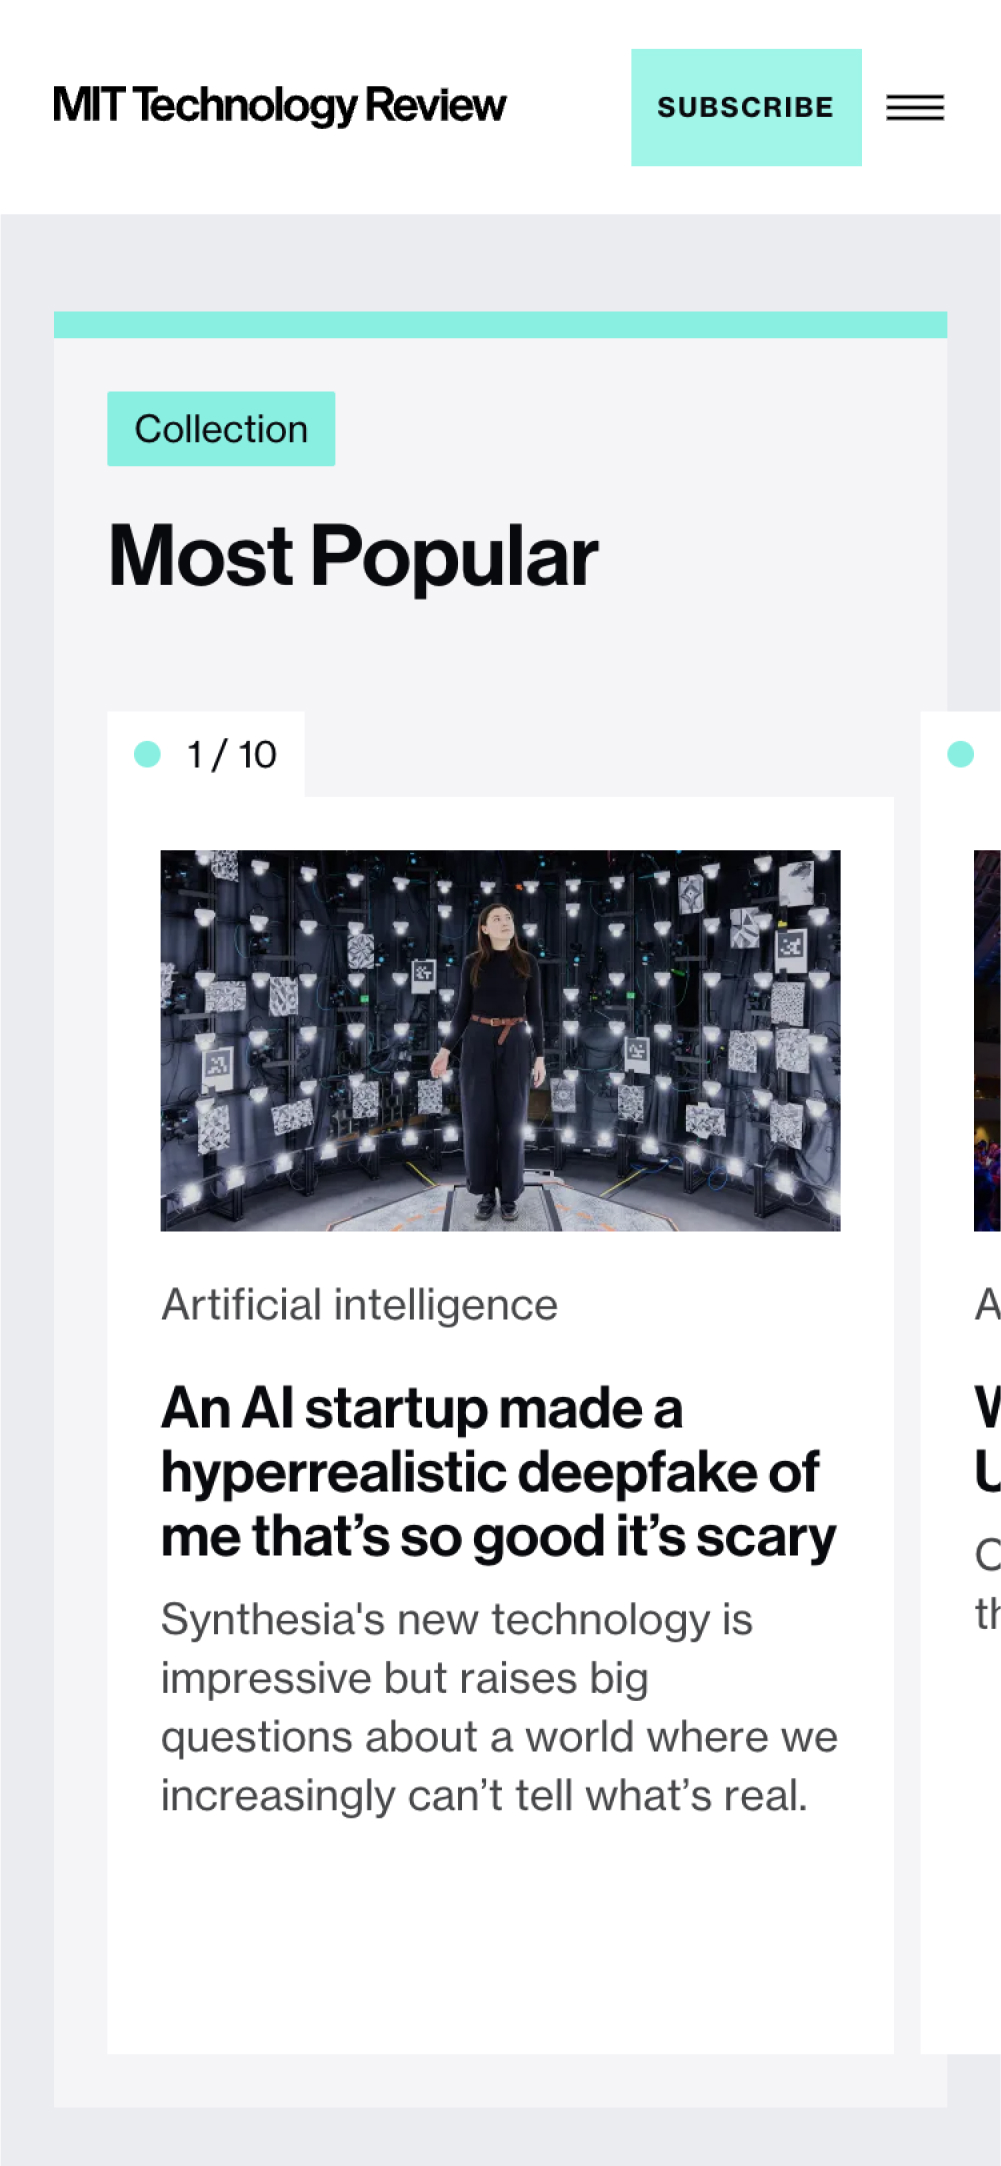 MIT Technology Review
SUBSCRIBE
Collection
Most Popular
1 / 10
Artificial intelligence
An AI startup made a
hyperrealistic deepfake of
me that’s so good it’s scary
Synthesia's new technology is
impressive but raises big
questions about a world where we
increasingly can’t tell what’s real.